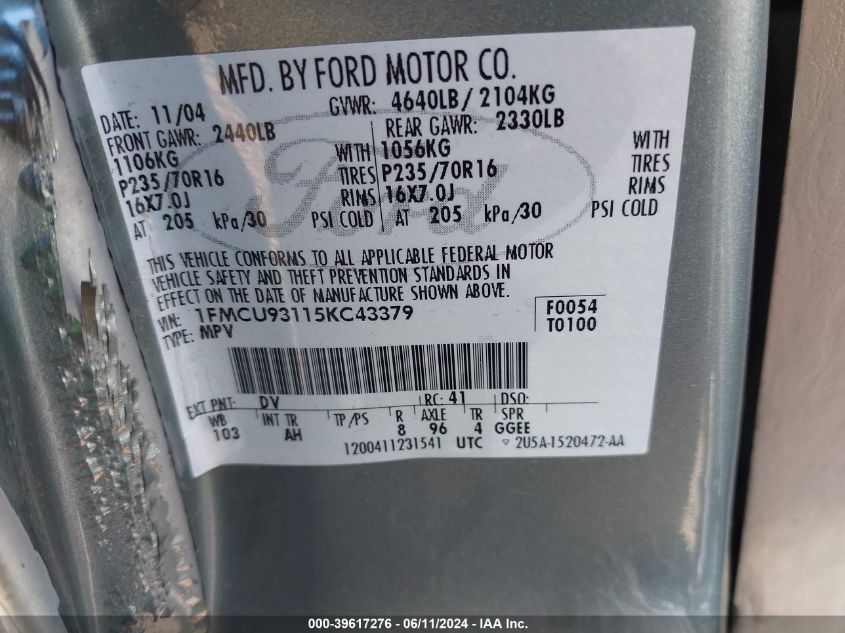 MFD. BY FORD MOTOR CO.
DATE: 11/04 GVWR: 4640LB / 2104KG
FRONT GAWR: 2440LB REAR GAWR: 2330LB
1106KG WITH 1056KG WITH
P235/70R16 TIRES P235/70R16 TIRES
16X7.0J RIMS 16X7.0J RIMS
AT 205 kPa/30 PSI COLD AT 205 kPa/30 PSI COLD
Ford
THIS VEHICLE CONFORMS TO ALL APPLICABLE FEDERAL MOTOR
VEHICLE SAFETY AND THEFT PREVENTION STANDARDS IN
EFFECT ON THE DATE OF MANUFACTURE SHOWN ABOVE.
VIN: 1FMCU93115KC43379 F0054
TYPE: MPV T0100
EXT PNT: DV RC: 41 DSO:
WB INT TR TP/PS R AXLE TR SPR
103 AH 8 96 4 GGEE
1200411231541 UTC ▽ 2U5A-1520472-AA
000-39617276 - 06/11/2024 - IAA Inc.